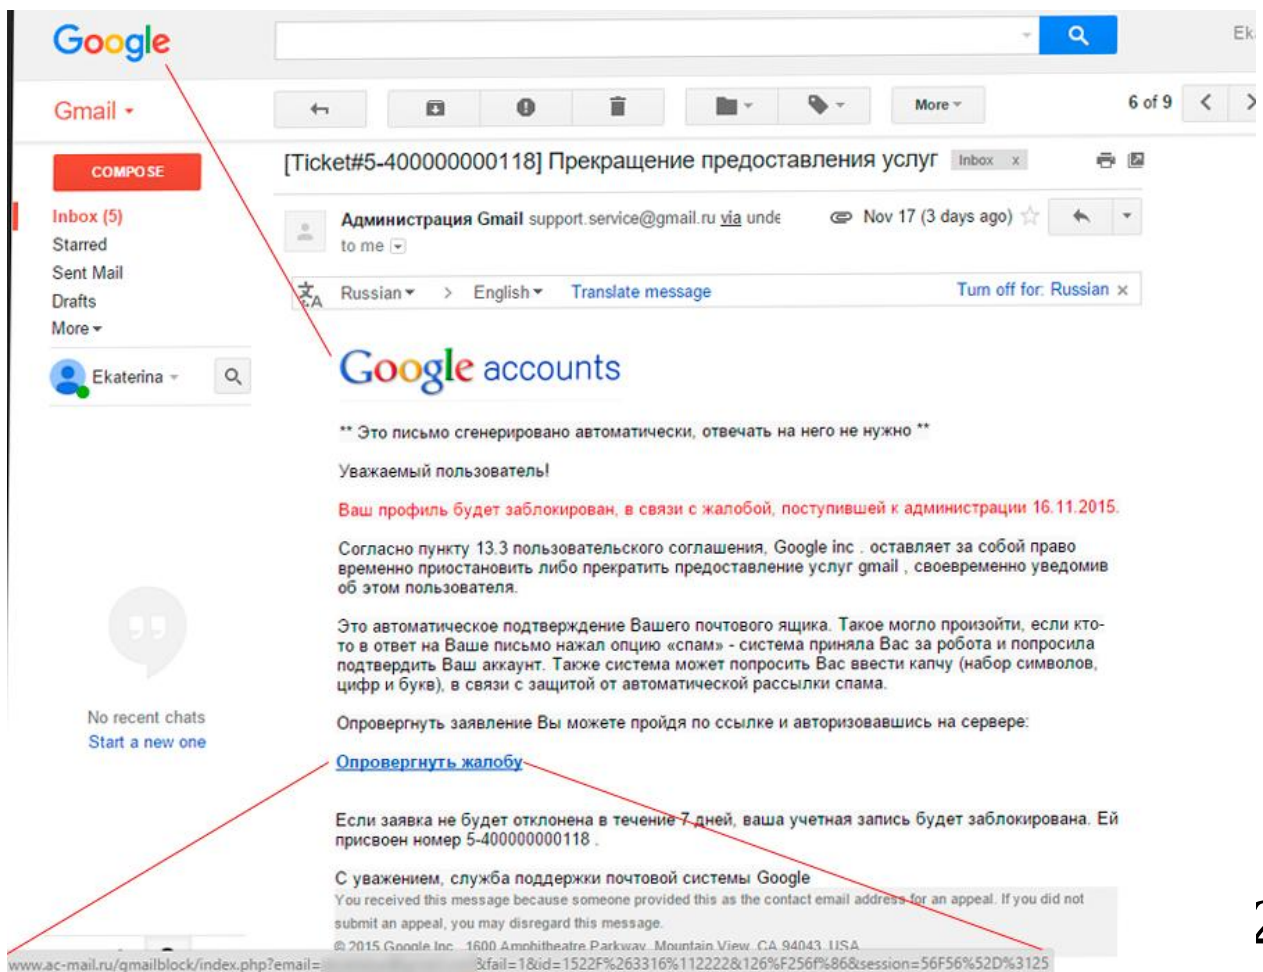 Google
Ek
Gmail
More
6 of 9
COMPOSE
[Ticket#5-400000000118] Прекращение предоставления услуг
Inbox x
Inbox (5)
Starred
Sent Mail
Drafts
More
Администрация Gmail support.service@gmail.ru via unde
Nov 17 (3 days ago)
to me
Russian > English Translate message
Turn off for: Russian x
Ekaterina
Google accounts
** Это письмо сгенерировано автоматически, отвечать на него не нужно **
Уважаемый пользователь!
Ваш профиль будет заблокирован, в связи с жалобой, поступившей к администрации 16.11.2015.
Согласно пункту 13.3 пользовательского соглашения, Google inc . оставляет за собой право
временно приостановить либо прекратить предоставление услуг gmail , своевременно уведомив
об этом пользователя.
Это автоматическое подтверждение Вашего почтового ящика. Такое могло произойти, если кто-
то в ответ на Ваше письмо нажал опцию «спам» - система приняла Вас за робота и попросила
подтвердить Ваш аккаунт. Также система может попросить Вас ввести капчу (набор символов,
цифр и букв), в связи с защитой от автоматической рассылки спама.
No recent chats
Start a new one
Опровергнуть заявление Вы можете пройдя по ссылке и авторизовавшись на сервере:
Опровергнуть жалобу
Если заявка не будет отклонена в течение 7 дней, ваша учетная запись будет заблокирована. Ей
присвоен номер 5-400000000118 .
С уважением, служба поддержки почтовой системы Google
You received this message because someone provided this as the contact email address for an appeal. If you did not
submit an appeal, you may disregard this message.
© 2015 Google Inc., 1600 Amphitheatre Parkway, Mountain View, CA 94043, USA
www.ac-mail.ru/gmailblock/index.php?email=
&fail=1&id=1522F%263316%112222&126%F256f%86&session=56F56%52D%3125
2